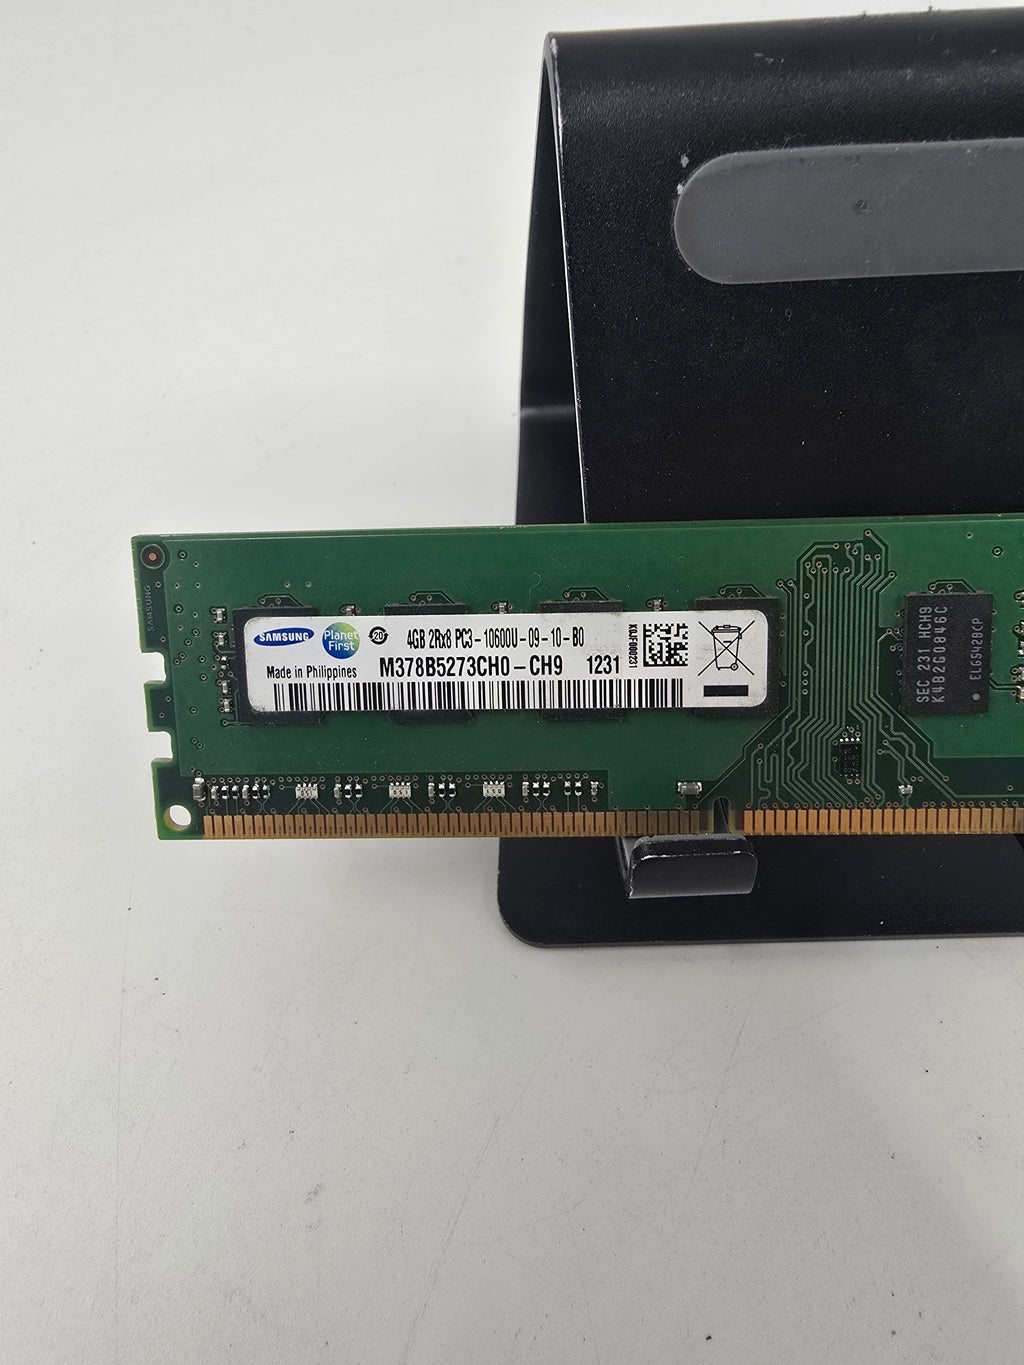 SAMSUNG
SAMSUNG
Planet First
20
4GB 2Rx8 PC3-10600U-09-10-B0
Made in Philippines
M378B5273CH0-CH9 1231
SEC 231 HCH9
K4B2G0846C